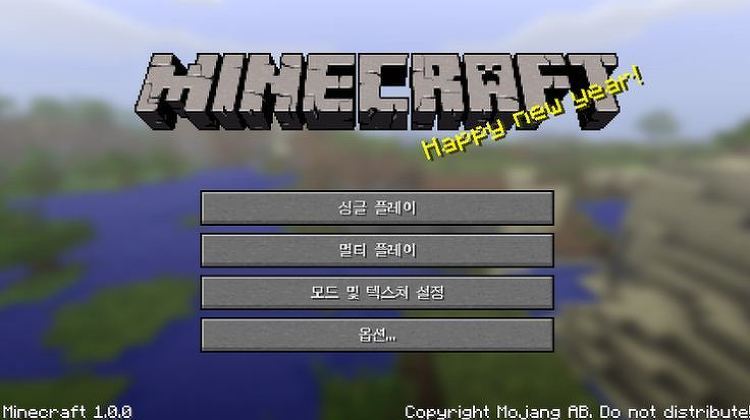 MINECRAFT
Happy new year!
싱글 플레이
멀티 플레이
모드 및 텍스처 설정
옵션...
Minecraft 1.0.0
Copyright Mojang AB. Do not distribute